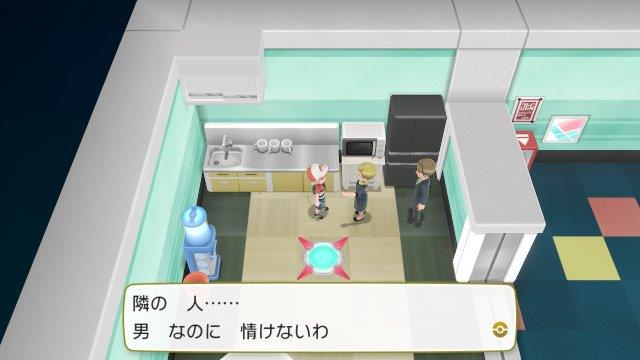 隣の　人……
男　なのに　情けないわ